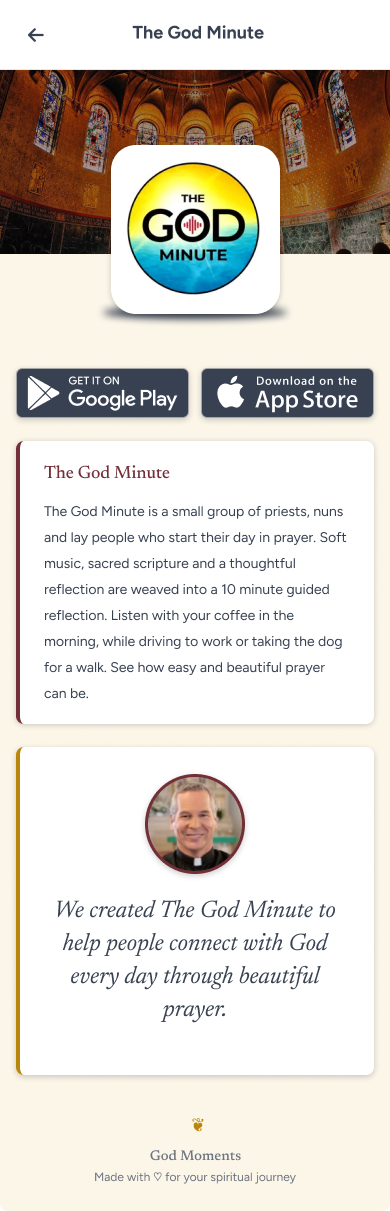 The God Minute
THE
GOD
MINUTE
GET IT ON
Google Play
Download on the
App Store
The God Minute
The God Minute is a small group of priests, nuns
and lay people who start their day in prayer. Soft
music, sacred scripture and a thoughtful
reflection are weaved into a 10 minute guided
reflection. Listen with your coffee in the
morning, while driving to work or taking the dog
for a walk. See how easy and beautiful prayer
can be.
We created The God Minute to
help people connect with God
every day through beautiful
prayer.
God Moments
Made with ♡ for your spiritual journey